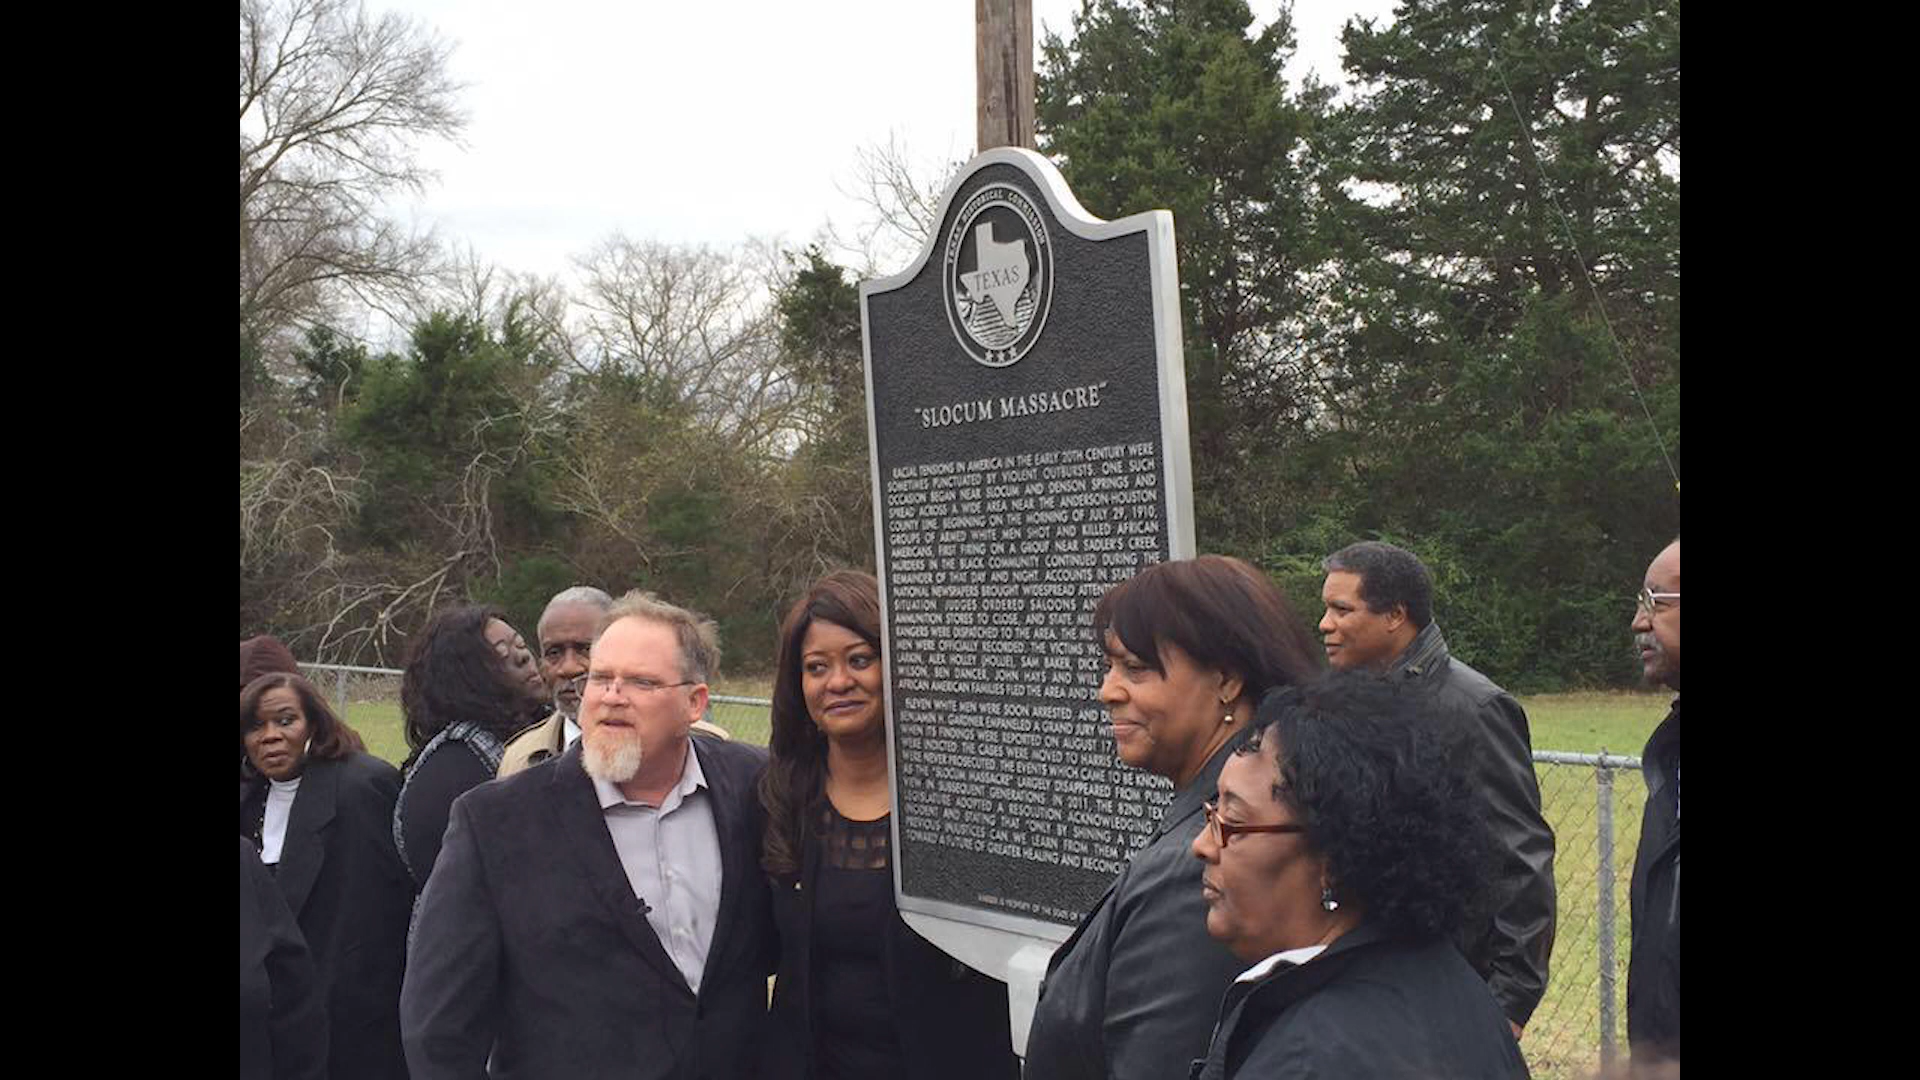 TEXAS HISTORICAL COMMISSION
TEXAS
"SLOCUM MASSACRE"
RACIAL TENSIONS IN AMERICA IN THE EARLY 20TH CENTURY WERE
SOMETIMES PUNCTUATED BY VIOLENT OUTBURSTS. ONE SUCH
OCCASION BEGAN NEAR SLOCUM AND DENSON SPRINGS AND
SPREAD ACROSS A WIDE AREA NEAR THE ANDERSON-HOUSTON
COUNTY LINE. BEGINNING ON THE MORNING OF JULY 29, 1910,
GROUPS OF ARMED WHITE MEN SHOT AND KILLED AFRICAN
AMERICANS, FIRST FIRING ON A GROUP NEAR SADLER'S CREEK.
MURDERS IN THE BLACK COMMUNITY CONTINUED DURING THE
REMAINDER OF THAT DAY AND NIGHT. ACCOUNTS IN STATE
NATIONAL NEWSPAPERS BROUGHT WIDESPREAD
SITUATION. JUDGES ORDERED SALOONS
AMMUNITION STORES TO CLOSE, AND STATE
RANGERS WERE DISPATCHED TO THE AREA. THE
MEN WERE OFFICIALLY RECORDED. THE VICTIMS
LARKIN, ALEX HOLLEY (HOLLIE), SAM BAKER, DICK
WILSON, BEN DANCER, JOHN HAYS AND WILL
AFRICAN AMERICAN FAMILIES FLED THE AREA AND
ELEVEN WHITE MEN WERE SOON ARRESTED AND
BENJAMIN H. GARDNER EMPANELED A GRAND JURY
WHEN ITS FINDINGS WERE REPORTED ON AUGUST 17,
WERE INDICTED. THE CASES WERE MOVED TO HARRIS
WERE NEVER PROSECUTED. THE EVENTS WHICH CAME TO BE KNOWN
AS THE "SLOCUM MASSACRE" LARGELY DISAPPEARED FROM PUBLIC
VIEW IN SUBSEQUENT GENERATIONS. IN 2011, THE 82ND
LEGISLATURE ADOPTED A RESOLUTION ACKNOWLEDGING
INCIDENT AND STATING THAT "ONLY BY SHINING A
PREVIOUS INJUSTICES CAN WE LEARN FROM THEM
TOWARD A FUTURE OF GREATER HEALING AND
MARKER IS PROPERTY OF THE STATE OF